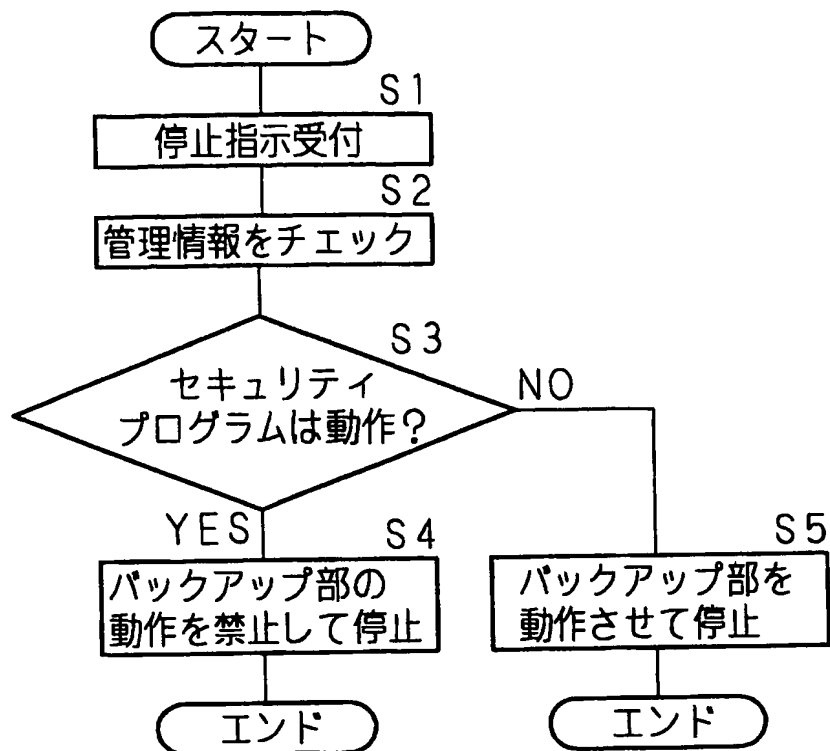 スタート
S1
停止指示受付
S2
管理情報をチェック
S3
セキュリティ
プログラムは動作?
NO
YES
S4
バックアップ部の
動作を禁止して停止
S5
バックアップ部を
動作させて停止
エンド
エンド